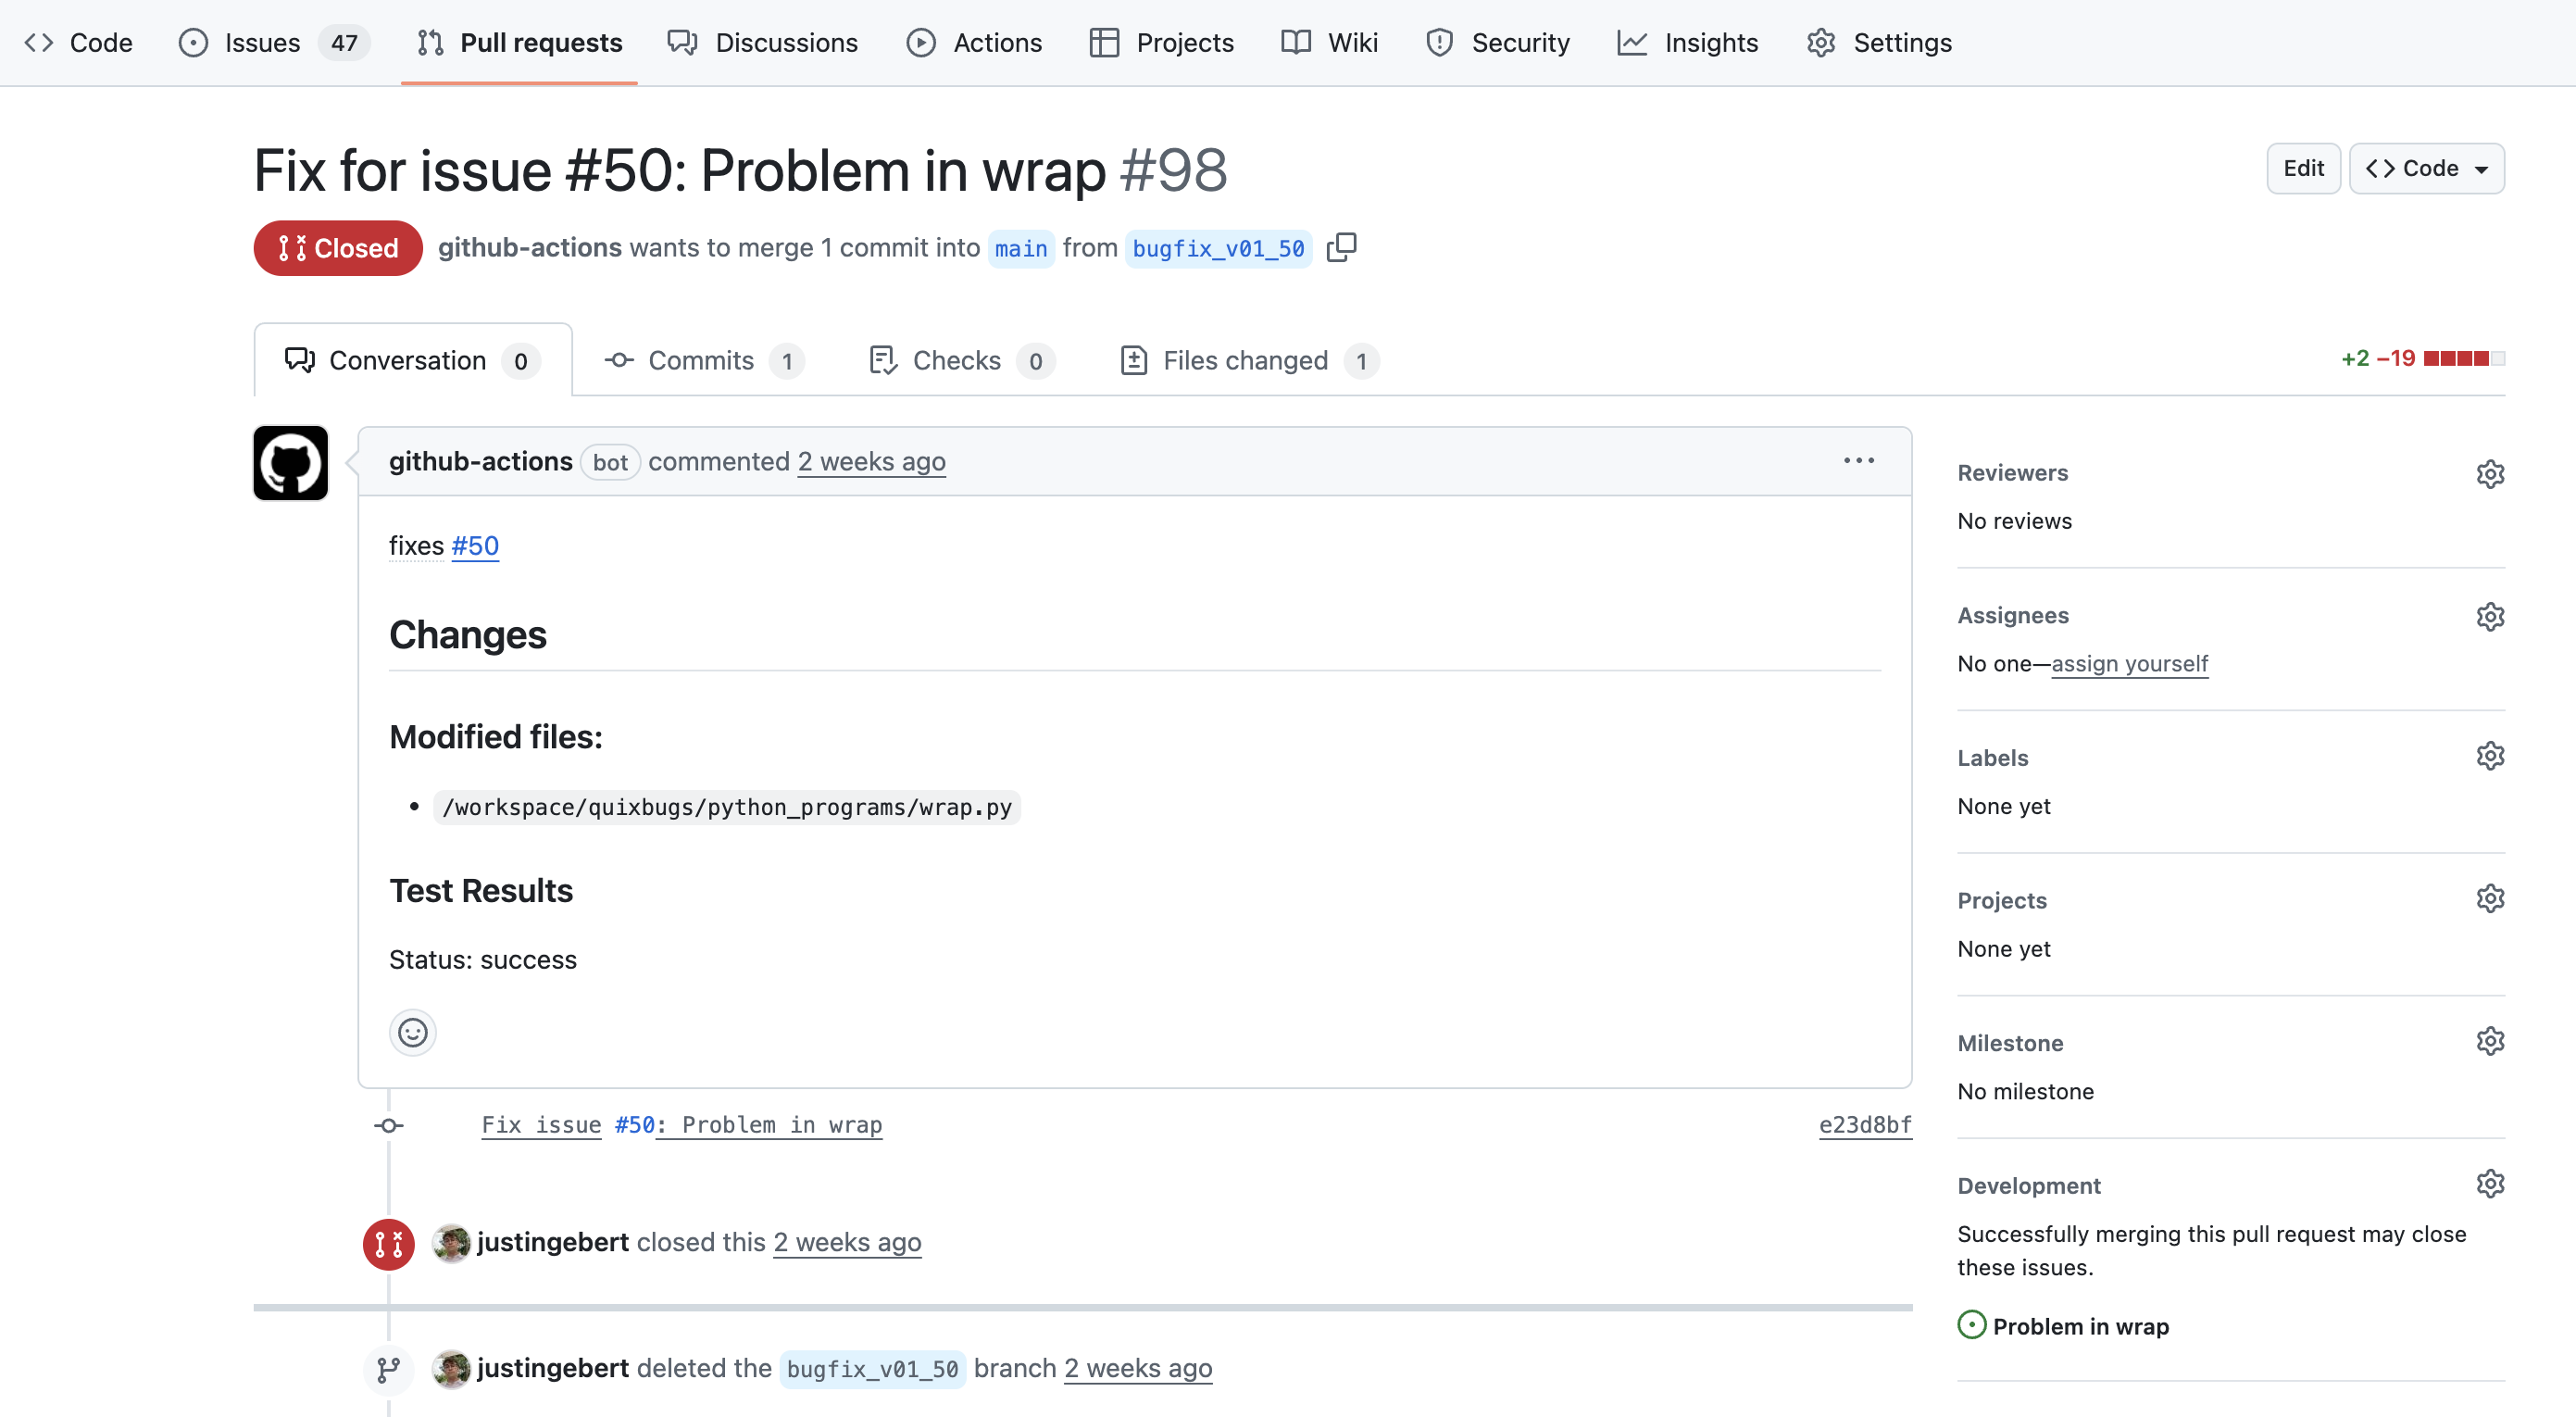 Code Issues 47 Pull requests Discussions Actions Projects Wiki Security Insights Settings
Fix for issue #50: Problem in wrap #98
Edit Code
Closed github-actions wants to merge 1 commit into main from bugfix_v01_50
Conversation 0 Commits 1 Checks 0 Files changed 1
+2 −19
github-actions bot commented 2 weeks ago
fixes #50
Changes
Modified files:
• /workspace/quixbugs/python_programs/wrap.py
Test Results
Status: success
Fix issue #50: Problem in wrap e23d8bf
justingebert closed this 2 weeks ago
justingebert deleted the bugfix_v01_50 branch 2 weeks ago
Reviewers
No reviews
Assignees
No one—assign yourself
Labels
None yet
Projects
None yet
Milestone
No milestone
Development
Successfully merging this pull request may close
these issues.
Problem in wrap